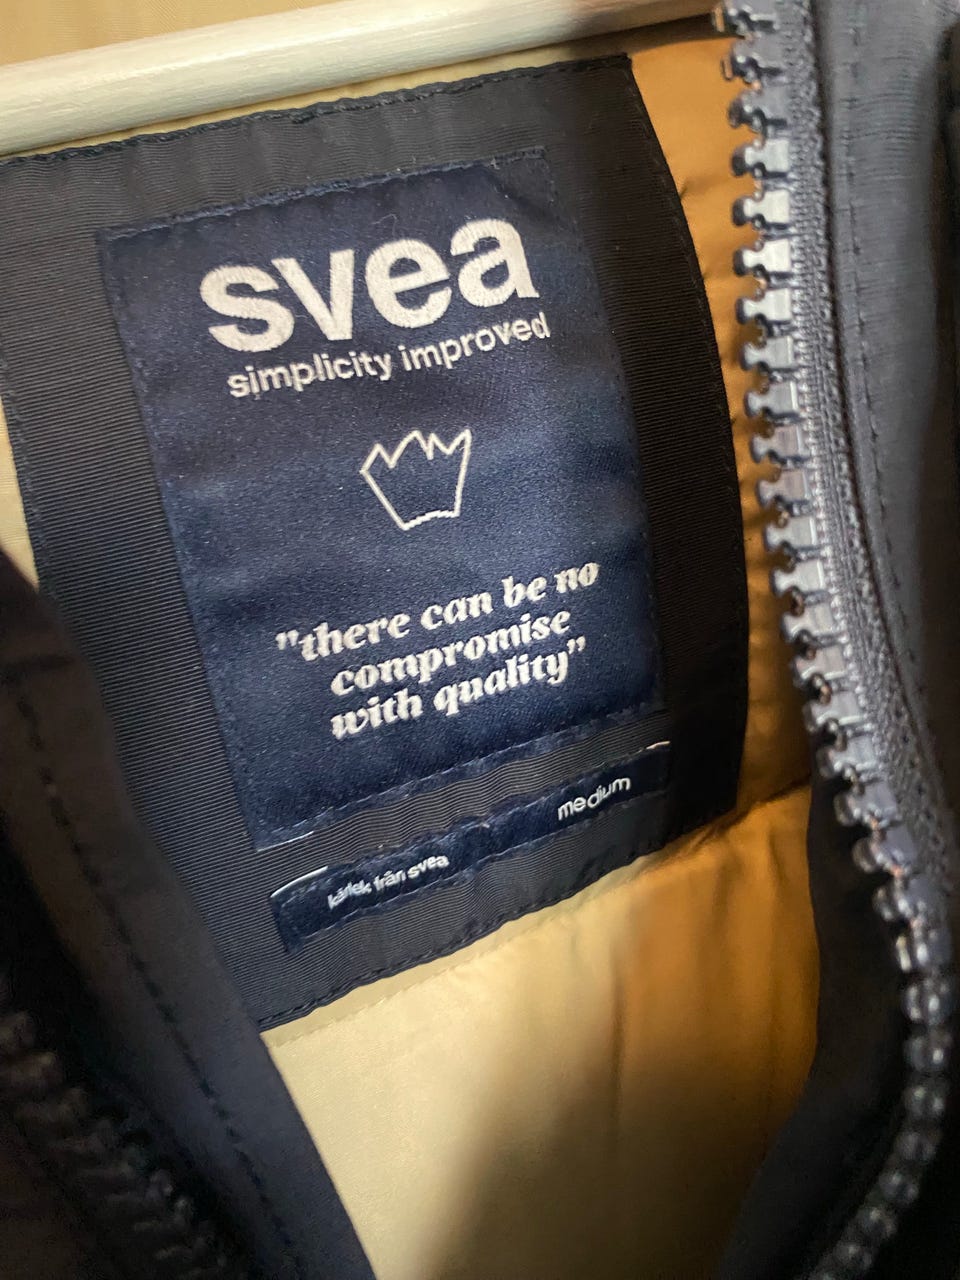 svea
simplicity improved
"there can be no
compromise
with quality"
medium
kärlek från svea